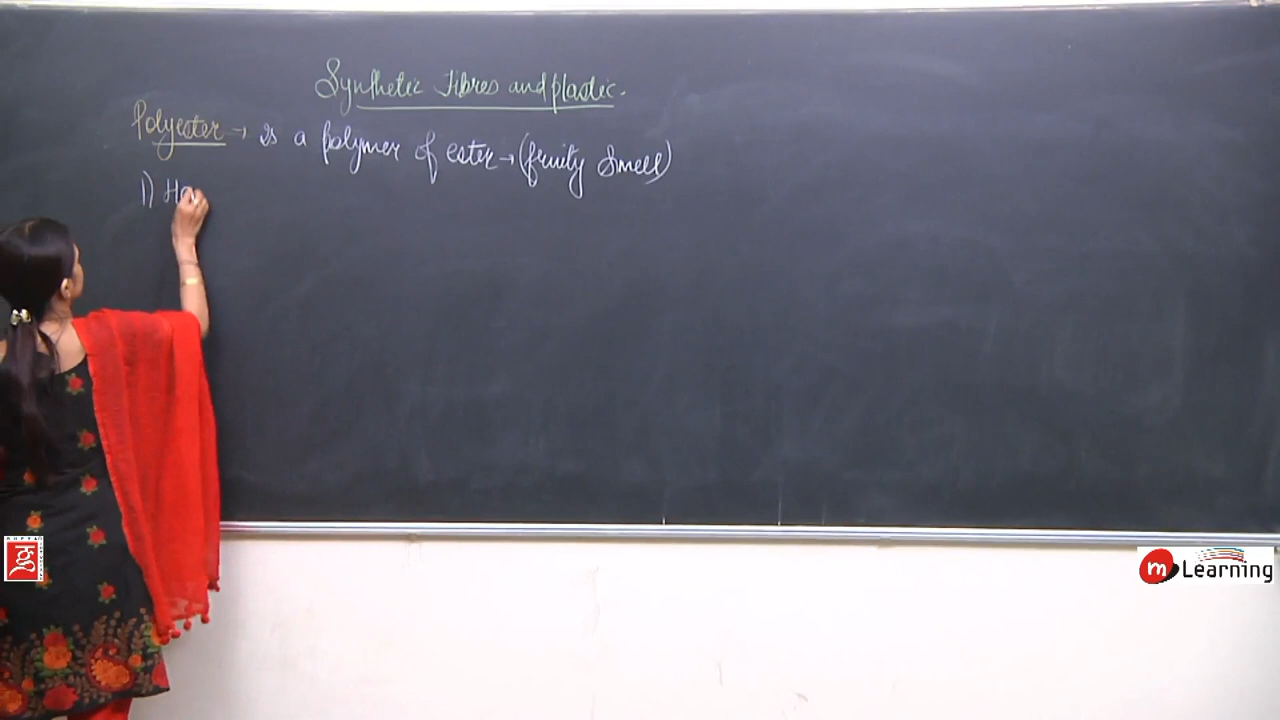 Synthetic Fibres and plastic.
Polyester → is a polymer of ester → (fruity smell)
1) Ha
m Learning